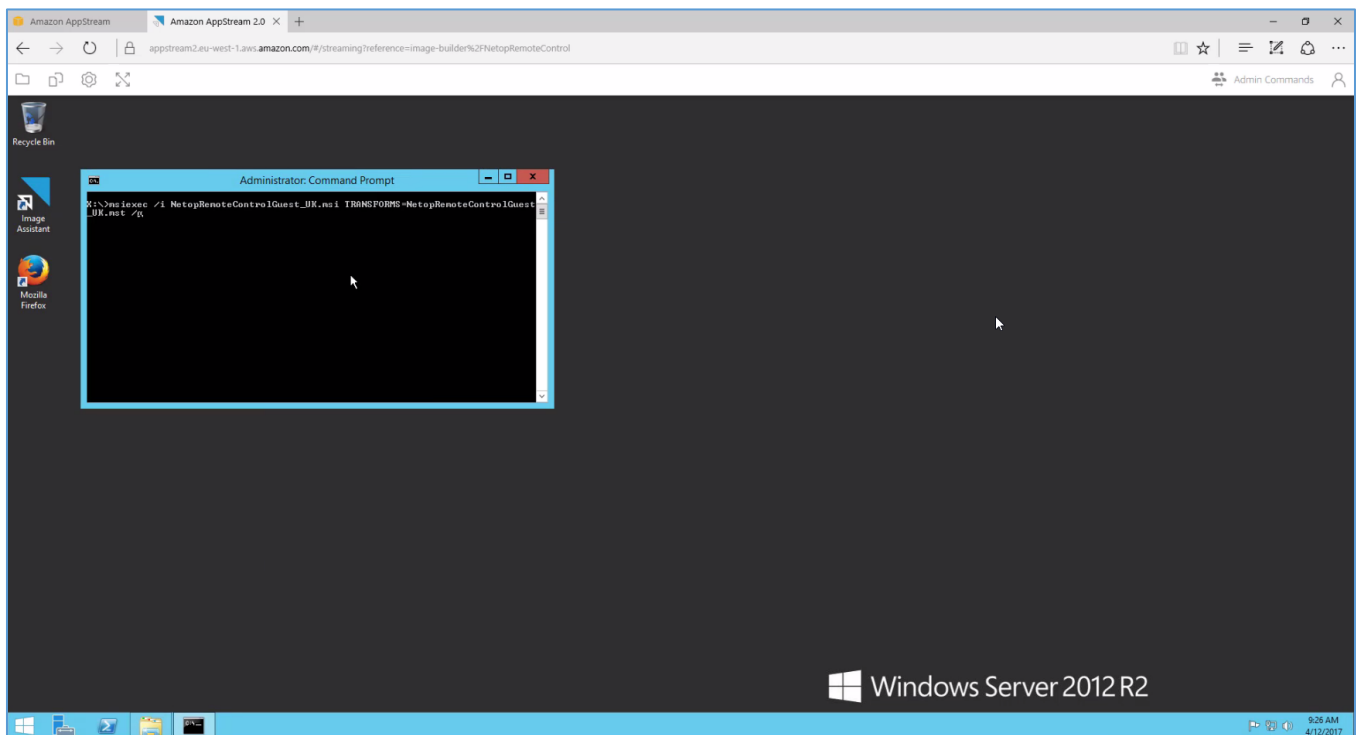 Amazon AppStream
Amazon AppStream 2.0
appstream2.eu-west-1.aws.amazon.com/#/streaming?reference=image-builder%2FNetopRemoteControl
Admin Commands
Recycle Bin
Administrator: Command Prompt
X:\>msiexec /i NetopRemoteControlGuest_UK.msi TRANSFORMS=NetopRemoteControlGuest
_UK.mst /q
Image
Assistant
Mozilla
Firefox
Windows Server 2012 R2
9:26 AM
4/12/2017